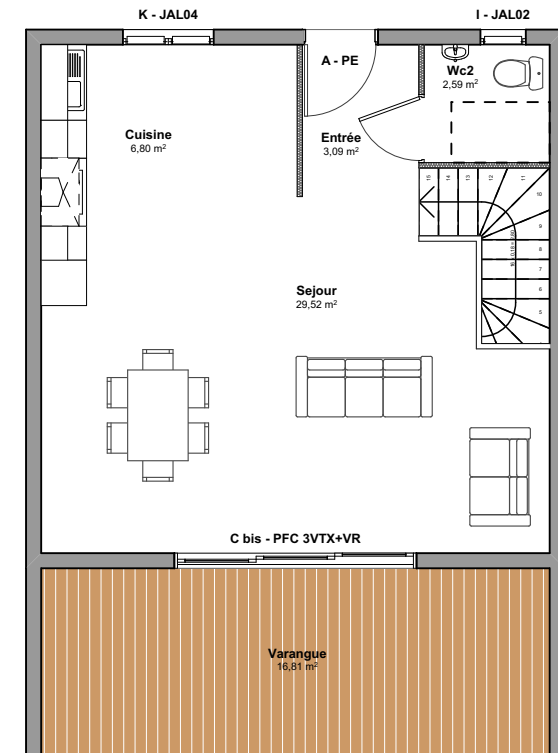 K - JAL04
I - JAL02
A - PE
Wc2
2,59 m²
Cuisine
6,80 m²
Entrée
3,09 m²
15
14
13
12
11
10
9
8
7
6
5
Sejour
29,52 m²
C bis - PFC 3VTX+VR
Varangue
16,81 m²